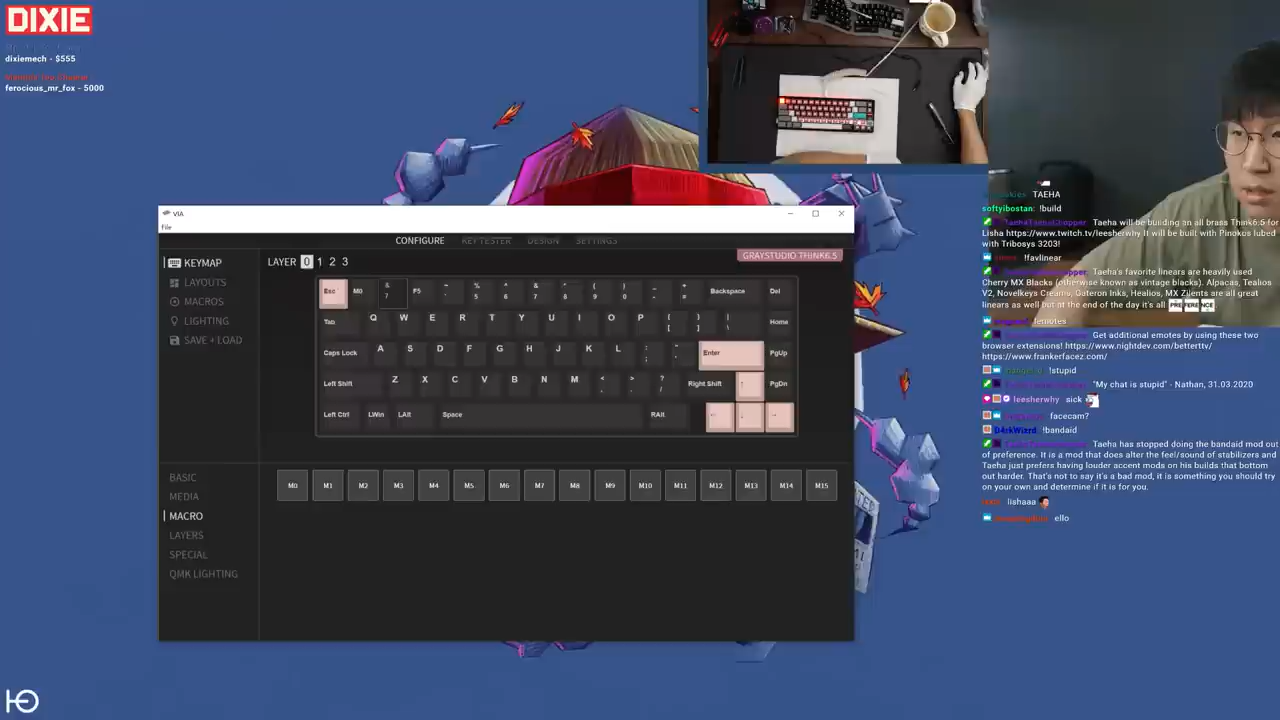 DIXIE
dixiemech - $555
ferocious_mr_fox - 5000
VIA
File
CONFIGURE KEY TESTER DESIGN SETTINGS
KEYMAP
LAYOUTS
MACROS
LIGHTING
SAVE + LOAD
LAYER 0 1 2 3
GRAYSTUDIO THINK6.5
Esc M0 & 7 F5 ~ ` % 5 ^ 6 & 7 * 8 ( 9 ) 0 _ - + = Backspace Del
Tab Q W E R T Y U I O P { [ } ] | \ Home
Caps Lock A S D F G H J K L : ; " ' Enter PgUp
Left Shift Z X C V B N M < , > . ? / Right Shift ↑ PgDn
Left Ctrl LWin LAlt Space RAlt ← ↓ →
BASIC
MEDIA
MACRO
LAYERS
SPECIAL
QMK LIGHTING
M0 M1 M2 M3 M4 M5 M6 M7 M8 M9 M10 M11 M12 M13 M14 M15
TAEHA
softyibostan: !build
Taeha will be building an all brass Think6.5 for
Lisha https://www.twitch.tv/leesherwhy It will be built with Pinokos lubed
with Tribosys 3203!
!favlinear
Taeha's favorite linears are heavily used
Cherry MX Blacks (otherwise known as vintage blacks). Alpacas, Tealios
V2, Novelkeys Creams, Gateron Inks, Healios, MX Zilents are all great
linears as well but at the end of the day it's all PREFERENCE
!emotes
Get additional emotes by using these two
browser extensions! https://www.nightdev.com/betterttv/
https://www.frankerfacez.com/
!stupid
"My chat is stupid" - Nathan, 31.03.2020
leesherwhy sick
facecam?
D4rkWizrd !bandaid
Taeha has stopped doing the bandaid mod out
of preference. It is a mod that does alter the feel/sound of stabilizers and
Taeha just prefers having louder accent mods on his builds that bottom
out harder. That's not to say it's a bad mod, it is something you should try
on your own and determine if it is for you.
lishaaa
ello